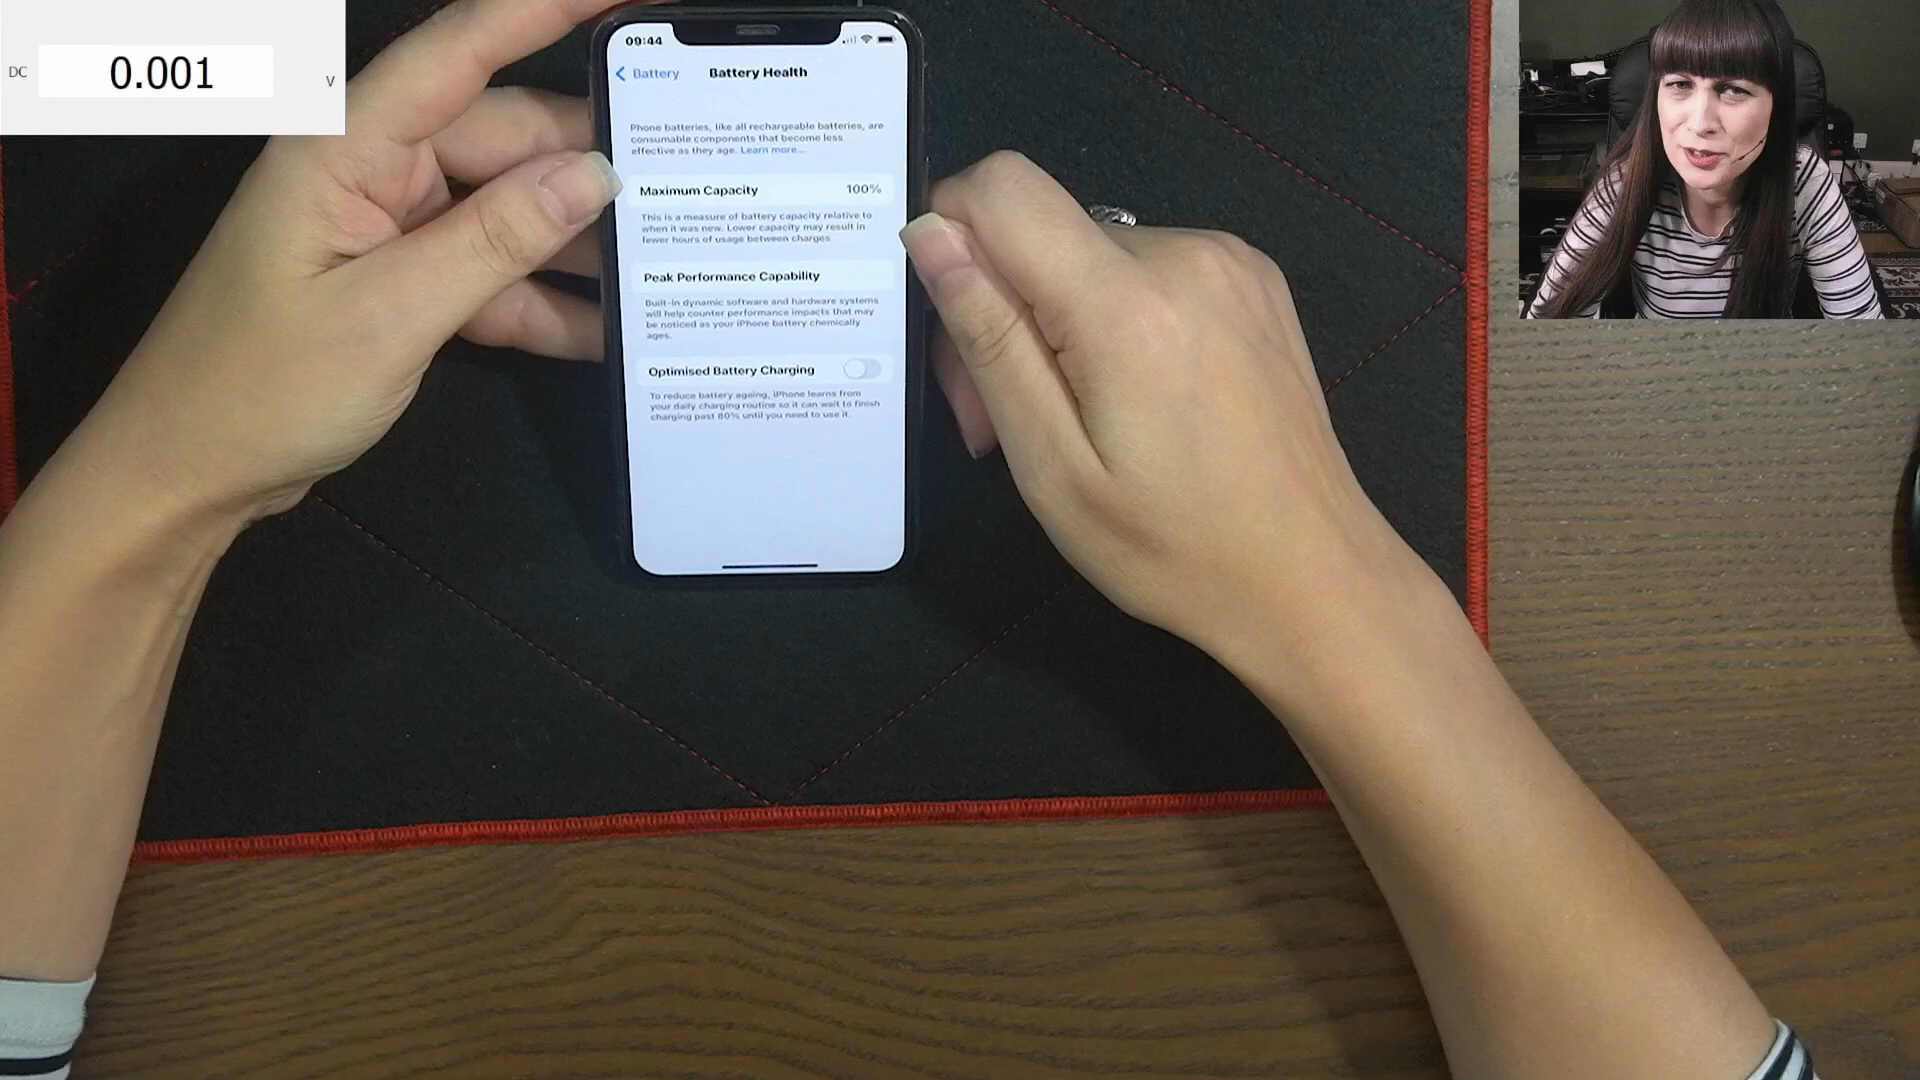 DC 0.001 V
09:44
Battery Battery Health
Phone batteries, like all rechargeable batteries, are
consumable components that become less
effective as they age. Learn more...
Maximum Capacity 100%
This is a measure of battery capacity relative to
when it was new. Lower capacity may result in
fewer hours of usage between charges.
Peak Performance Capability
Built-in dynamic software and hardware systems
will help counter performance impacts that may
be noticed as your iPhone battery chemically
ages.
Optimised Battery Charging
To reduce battery ageing, iPhone learns from
your daily charging routine so it can wait to finish
charging past 80% until you need to use it.